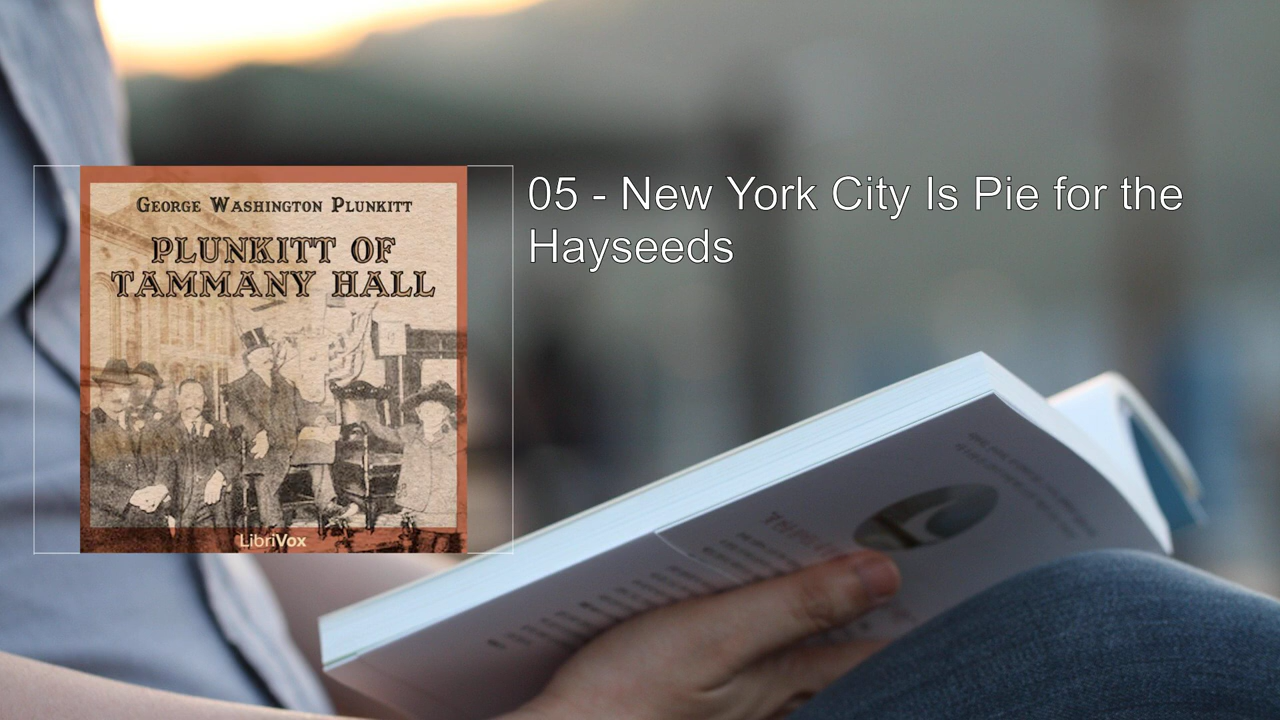 George Washington Plunkitt
Plunkitt of
Tammany Hall
LibriVox
05 - New York City Is Pie for the
Hayseeds